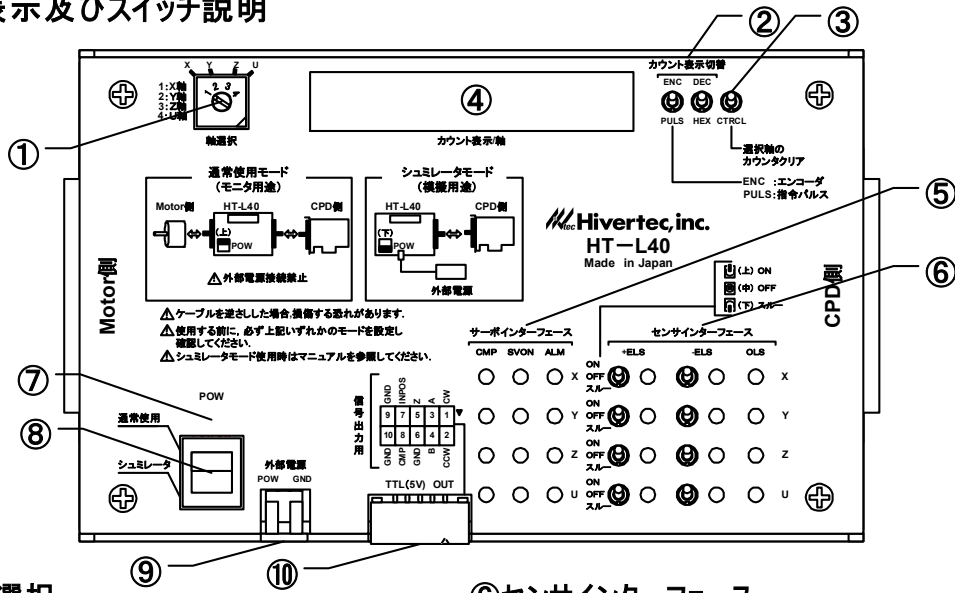 表示及びスイッチ説明
② ③
カウント表示切替
ENC DEC
PULS HEX CTRCL
選択軸の
カウンタクリア
ENC :エンコーダ
PULS:指令パルス
X Y Z U
1 2 3 4
1:X軸
2:Y軸
3:Z軸
4:U軸
軸選択
①
④
カウント表示/軸
通常使用モード
(モニタ用途)
Motor側 HT-L40 CPD側
(上)
POW
⚠外部電源接続禁止
シュミレータモード
(模擬用途)
HT-L40 CPD側
(下)
POW
外部電源
Hivertec,inc.
HT-L40
Made in Japan
⑤
⑥
Motor側
CPD側
⚠ケーブルを逆さした場合,損傷する恐れがあります.
⚠使用する前に, 必ず上記いずれかのモードを設定し
確認してください.
⚠シュミレータモード使用時はマニュアルを参照してください.
(上) ON
(中) OFF
(下) スルー
サーボインターフェース
CMP SVON ALM
センサインターフェース
+ELS -ELS OLS
ON
X OFF X
スルー
ON
Y OFF Y
スルー
ON
Z OFF Z
スルー
ON
U OFF U
スルー
⑦
POW
⑧
通常使用
シュミレータ
外部電源
POW GND
⑨
信号出力用
GND INPOS Z A CW
9 7 5 3 1
10 8 6 4 2
GND CMP GND B CCW
TTL(5V) OUT
⑩
選択
⑥センサインターフェース